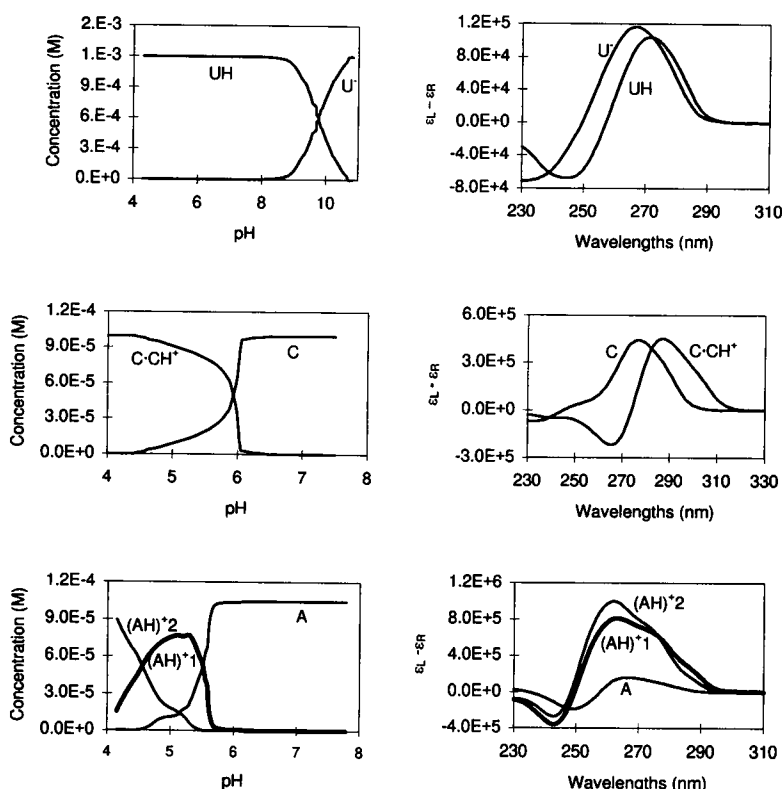 Concentration (M)
1.E-3
1.2E-3
9.E-4
6.E-4
3.E-4
0.E+0
UH
U-
4 6 8 10
pH
εL – εR
1.2E+5
8.0E+4
4.0E+4
0.0E+0
-4.0E+4
-8.0E+4
U-
UH
230 250 270 290 310
Wavelengths (nm)
Concentration (M)
1.2E-4
9.0E-5
6.0E-5
3.0E-5
0.0E+0
C·CH+
C
4 5 6 7 8
pH
εL - εR
6.0E+5
3.0E+5
0.0E+0
-3.0E+5
C
C·CH+
230 250 270 290 310 330
Wavelengths (nm)
Concentration (M)
1.2E-4
9.0E-5
6.0E-5
3.0E-5
0.0E+0
(AH)+2
(AH)+1
A
4 5 6 7 8
pH
εL -εR
1.2E+6
8.0E+5
4.0E+5
0.0E+0
-4.0E+5
(AH)+2
(AH)+1
A
230 250 270 290 310 330
Wavelengths (nm)